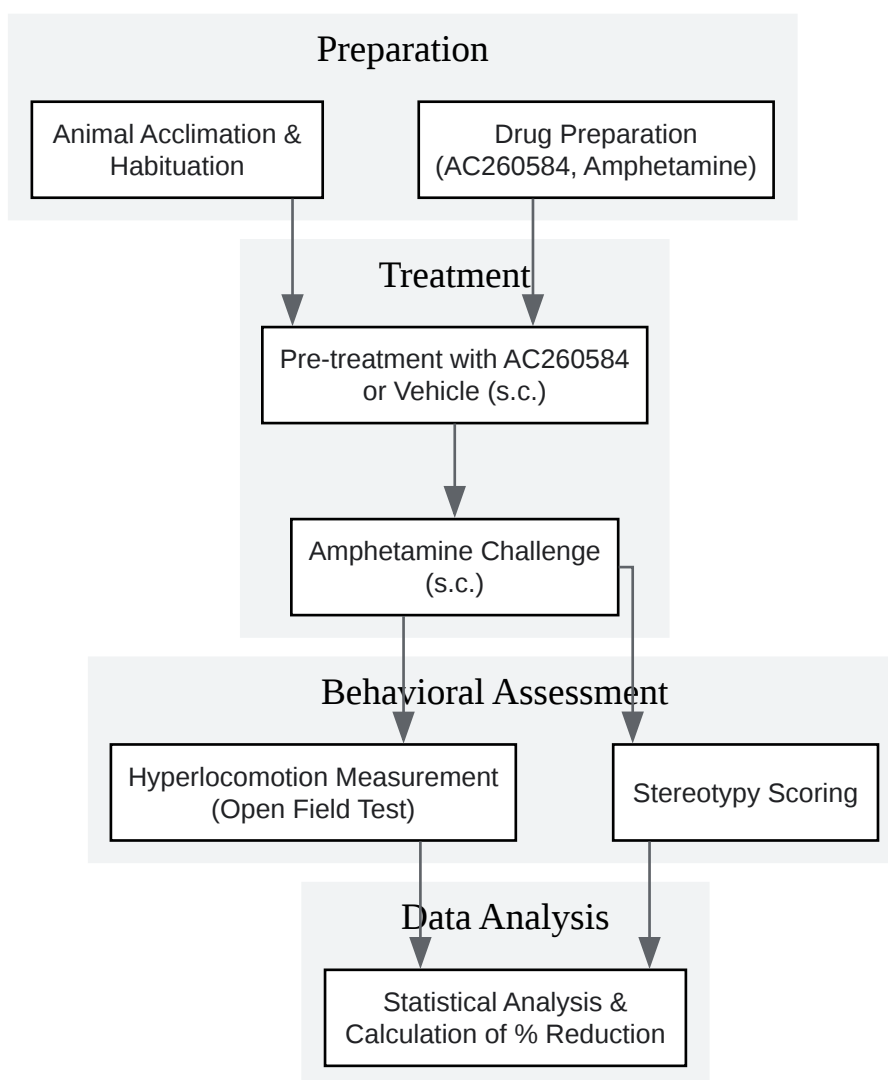 Preparation
Animal Acclimation &
Habituation
Drug Preparation
(AC260584, Amphetamine)
Treatment
Pre-treatment with AC260584
or Vehicle (s.c.)
Amphetamine Challenge
(s.c.)
Behavioral Assessment
Hyperlocomotion Measurement
(Open Field Test)
Stereotypy Scoring
Data Analysis
Statistical Analysis &
Calculation of % Reduction